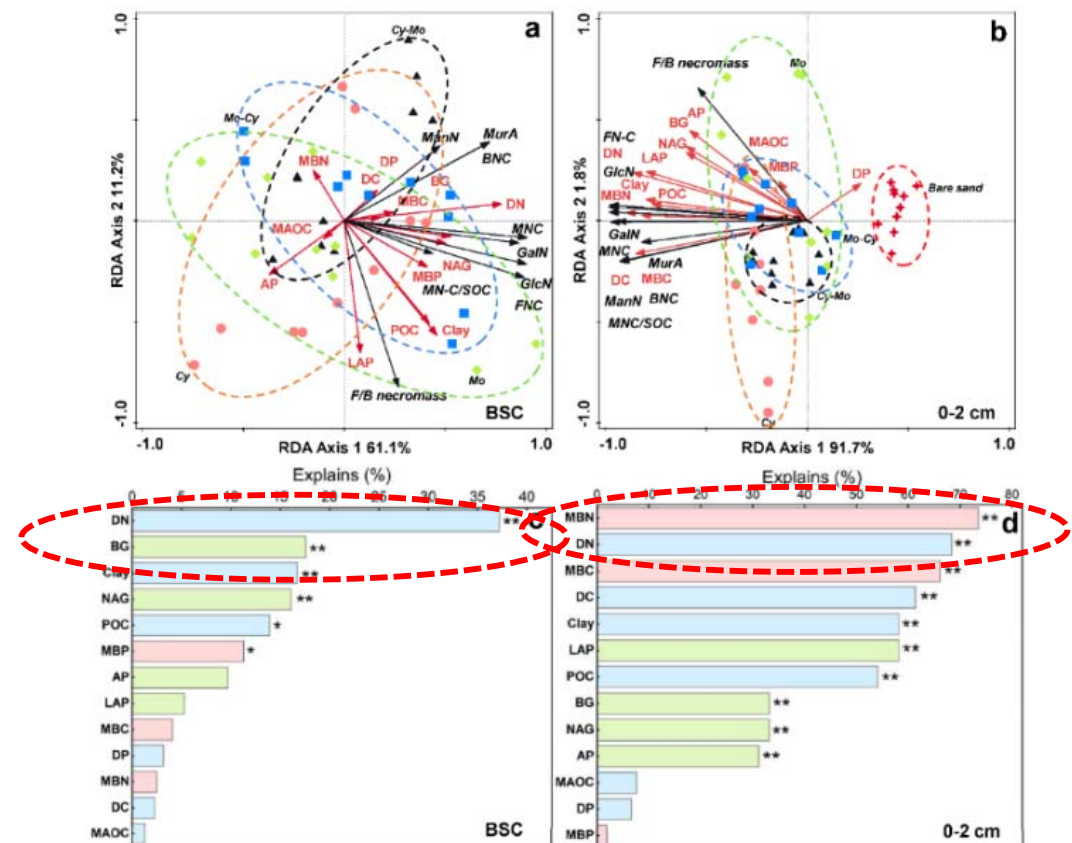 1.0
a
Cy-Mo
Mo-Cy
ManN
MurA
BNC
MBN
DP
DC
BG
MBC
DN
MAOC
MNC
GalN
AP
NAG
MBP
GlcN
MN-C/SOC
FNC
POC
Clay
LAP
Cy
Mo
F/B necromass
BSC
RDA Axis 2 11.2%
-1.0
-1.0
1.0
RDA Axis 1 61.1%
1.0
b
F/B necromass
Mo
AP
BG
FN-C
NAG
MAOC
DN
LAP
MBP
DP
GlcN
Clay
POC
Bare sand
MBN
GalN
Mo-Cy
MNC
MurA
DC
MBC
Cy-Mo
ManN
BNC
MNC/SOC
Cy
0-2 cm
RDA Axis 2 1.8%
-1.0
-1.0
1.0
RDA Axis 1 91.7%
Explains (%)
0 5 30 35 40
c
DN **
BG **
Clay **
NAG **
POC *
MBP *
AP
LAP
MBC
DP
MBN
DC
MAOC
BSC
Explains (%)
0 10 20 30 40 50 60 70 80
d
MBN **
DN **
MBC **
DC **
Clay **
LAP **
POC **
BG **
NAG **
AP **
MAOC
DP
MBP
0-2 cm